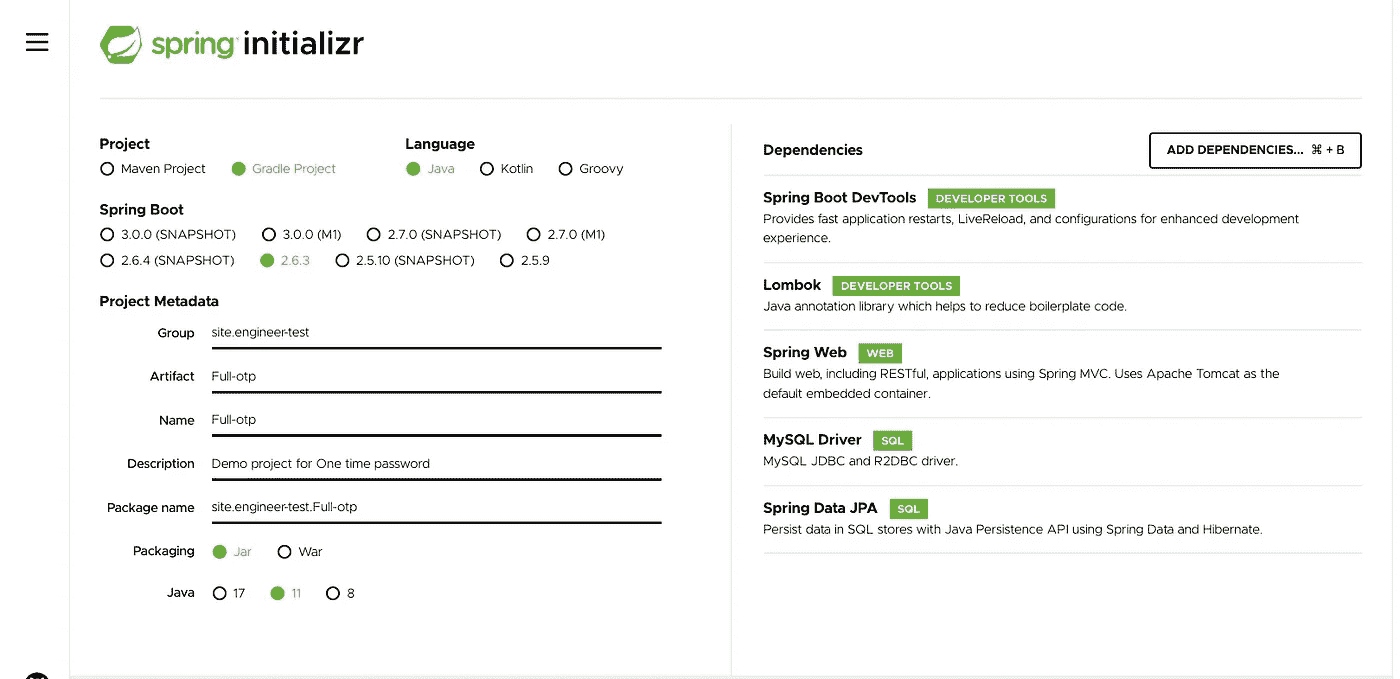 spring initializr
Project
Maven Project Gradle Project
Language
Java Kotlin Groovy
Spring Boot
3.0.0 (SNAPSHOT) 3.0.0 (M1) 2.7.0 (SNAPSHOT) 2.7.0 (M1)
2.6.4 (SNAPSHOT) 2.6.3 2.5.10 (SNAPSHOT) 2.5.9
Project Metadata
Group site.engineer-test
Artifact Full-otp
Name Full-otp
Description Demo project for One time password
Package name site.engineer-test.Full-otp
Packaging Jar War
Java 17 11 8
Dependencies ADD DEPENDENCIES... ⌘ + B
Spring Boot DevTools DEVELOPER TOOLS
Provides fast application restarts, LiveReload, and configurations for enhanced development
experience.
Lombok DEVELOPER TOOLS
Java annotation library which helps to reduce boilerplate code.
Spring Web WEB
Build web, including RESTful, applications using Spring MVC. Uses Apache Tomcat as the
default embedded container.
MySQL Driver SQL
MySQL JDBC and R2DBC driver.
Spring Data JPA SQL
Persist data in SQL stores with Java Persistence API using Spring Data and Hibernate.